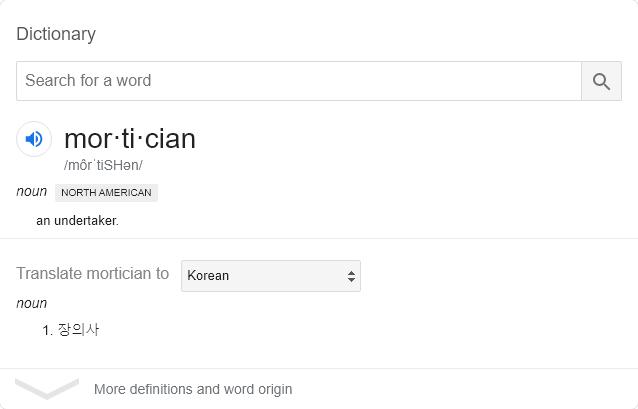 Dictionary
Search for a word
mor·ti·cian
/môrˈtiSHən/
noun NORTH AMERICAN
an undertaker.
Translate mortician to Korean
noun
1. 장의사
More definitions and word origin